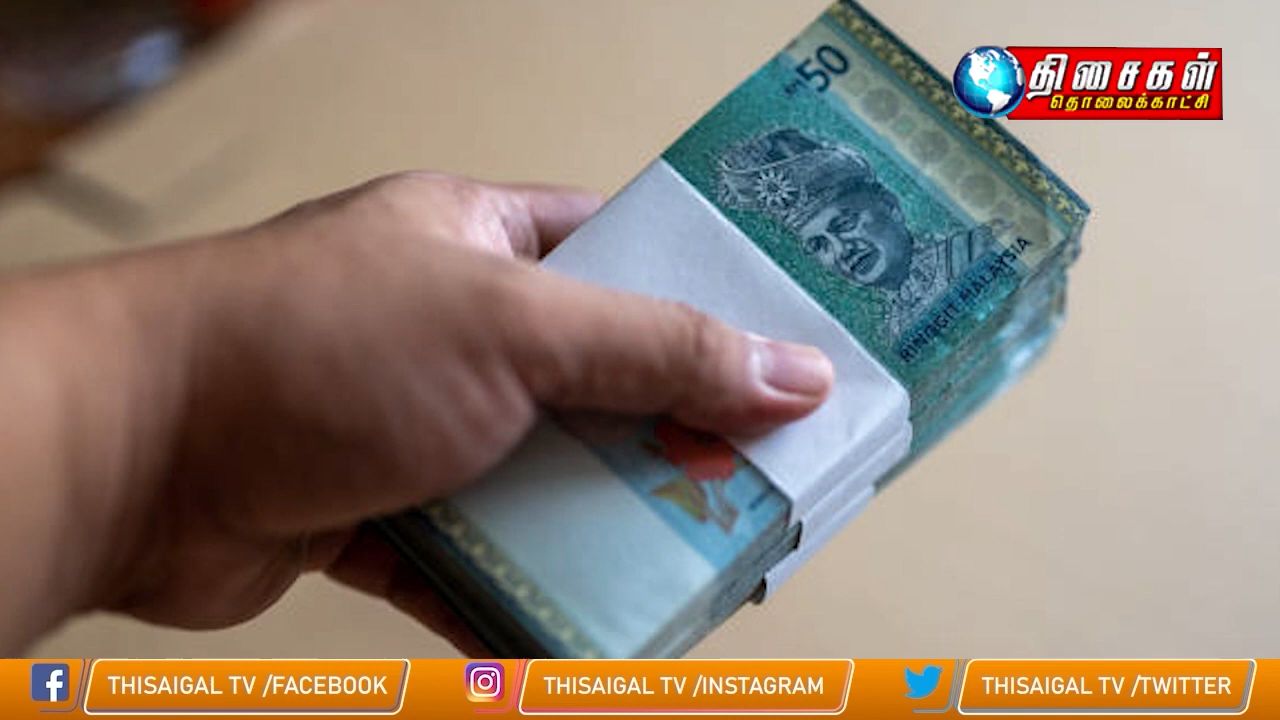 திசைகள்
தொலைக்காட்சி
RM50
RINGGIT MALAYSIA
THISAIGAL TV /FACEBOOK
THISAIGAL TV /INSTAGRAM
THISAIGAL TV /TWITTER